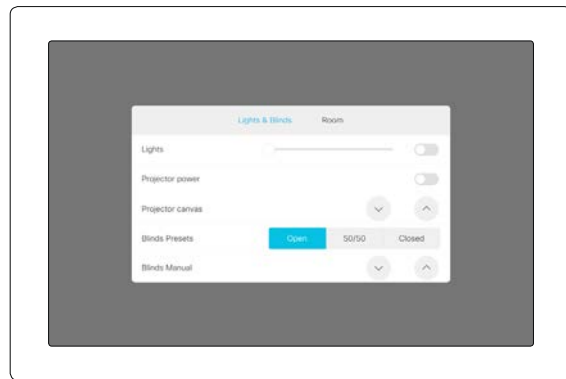 Lights & Blinds Room
Lights
Projector power
Projector canvas
Blinds Presets Open 50/50 Closed
Blinds Manual